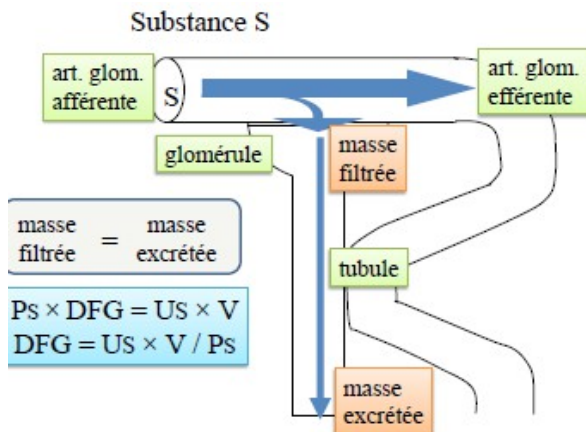 Substance S
art. glom.
afférente
S
art. glom.
efférente
glomérule
masse
filtrée
masse = masse
filtrée excrétée
tubule
Ps × DFG = Us × V
DFG = Us × V / Ps
masse
excrétée